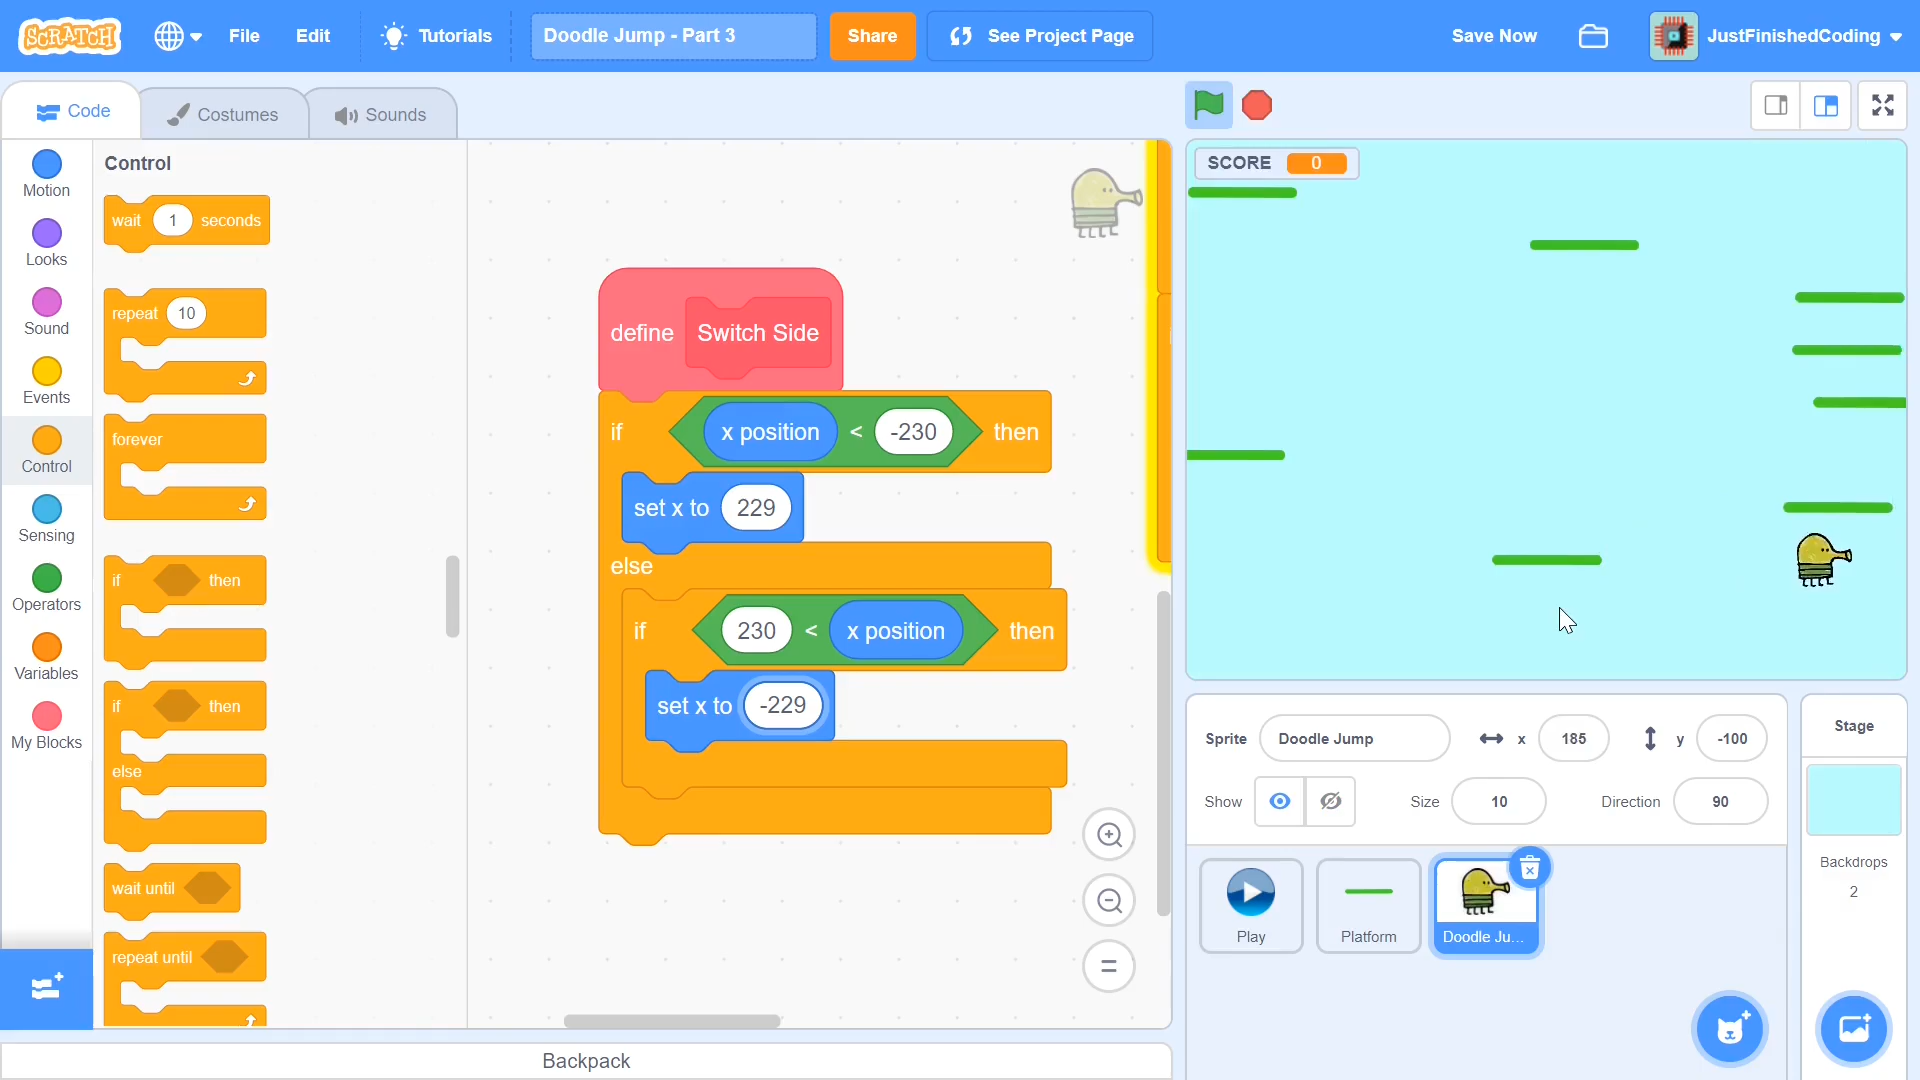 SCRATCH
File
Edit
Tutorials
Doodle Jump - Part 3
Share
See Project Page
Save Now
JustFinishedCoding
Code
Costumes
Sounds
Motion
Looks
Sound
Events
Control
Sensing
Operators
Variables
My Blocks
Control
wait 1 seconds
repeat 10
forever
if then
if then
else
wait until
repeat until
define Switch Side
if x position < -230 then
set x to 229
else
if 230 < x position then
set x to -229
Backpack
SCORE 0
Sprite Doodle Jump x 185 y -100
Show Size 10 Direction 90
Play
Platform
Doodle Ju...
Stage
Backdrops
2